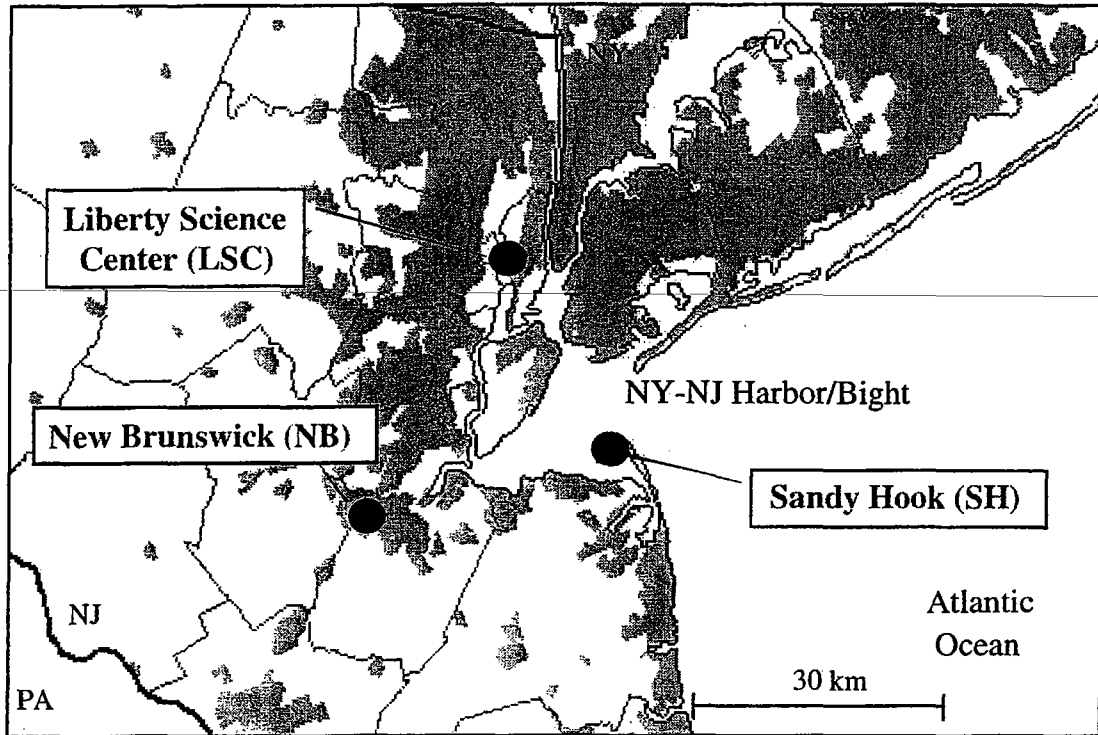 NY
Liberty Science
Center (LSC)
NY-NJ Harbor/Bight
New Brunswick (NB)
Sandy Hook (SH)
NJ
Atlantic
Ocean
30 km
PA